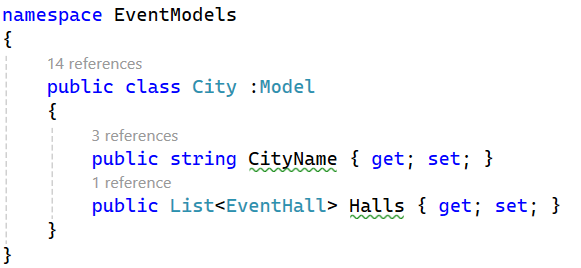 namespace EventModels
{
14 references
public class City :Model
{
3 references
public string CityName { get; set; }
1 reference
public List<EventHall> Halls { get; set; }
}
}